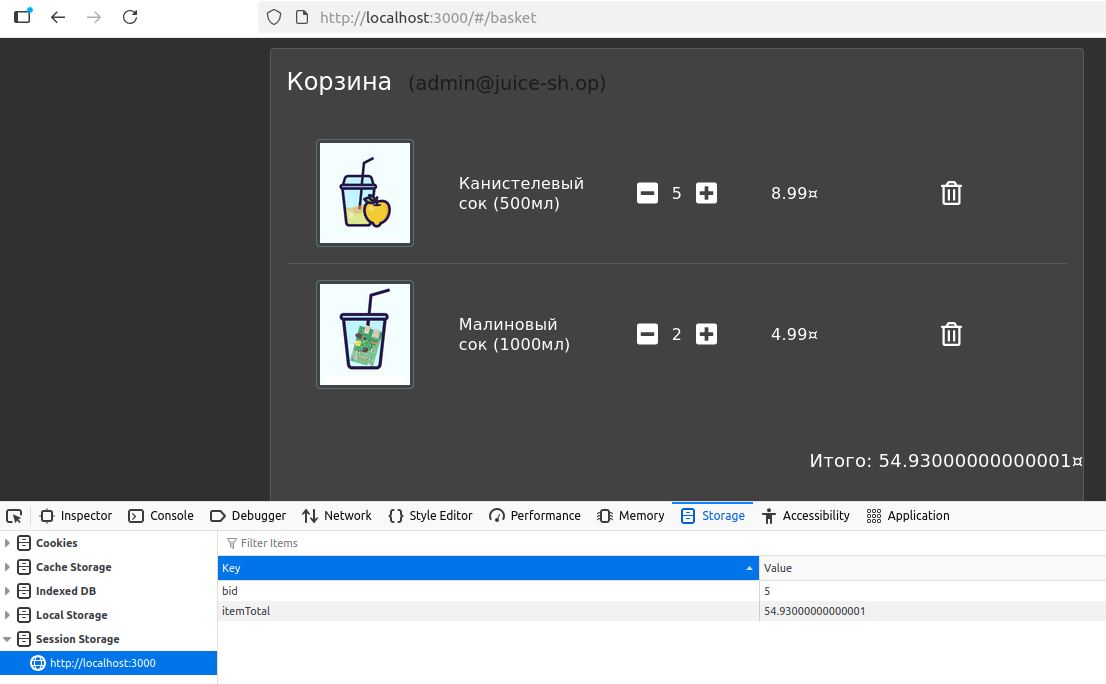 http://localhost:3000/#/basket
Корзина (admin@juice-sh.op)
Канистелевый
сок (500мл)
5
8.99¤
Малиновый
сок (1000мл)
2
4.99¤
Итого: 54.93000000000001¤
Inspector Console Debugger Network Style Editor Performance Memory Storage Accessibility Application
Cookies
Cache Storage
Indexed DB
Local Storage
Session Storage
http://localhost:3000
Filter Items
Key Value
bid 5
itemTotal 54.93000000000001